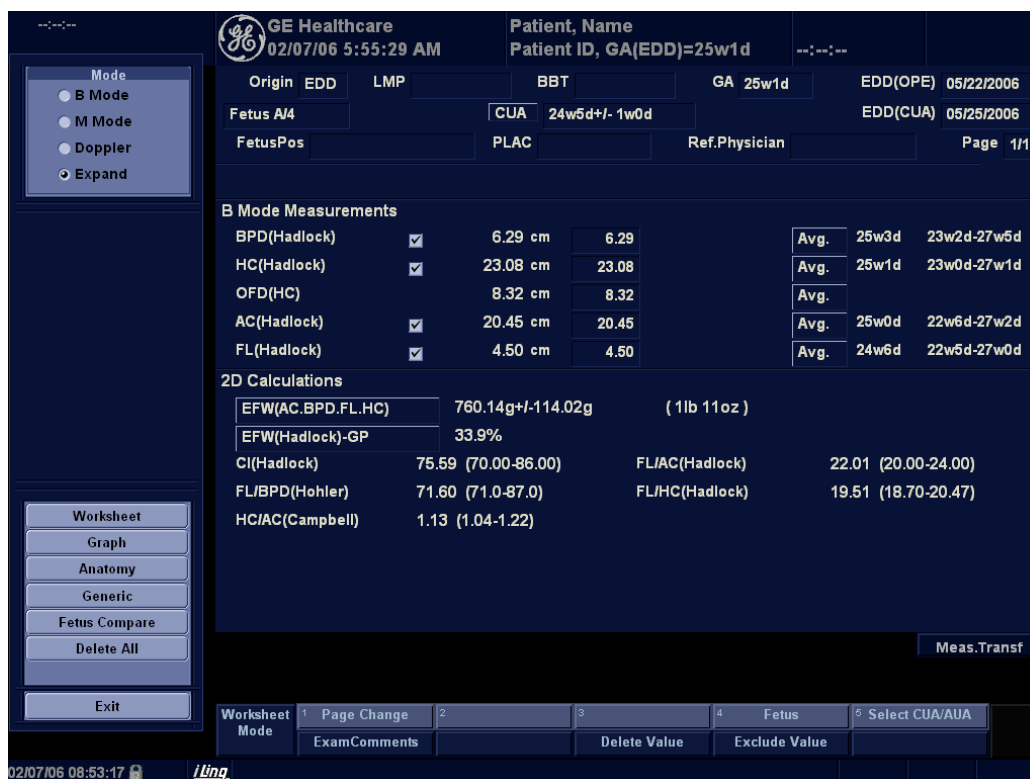 --:--:--
GE Healthcare
Patient, Name
02/07/06 5:55:29 AM
Patient ID, GA(EDD)=25w1d
--:--:--
Mode
B Mode
M Mode
Doppler
Expand
Origin EDD LMP BBT GA 25w1d EDD(OPE) 05/22/2006
Fetus A/4 CUA 24w5d+/- 1w0d EDD(CUA) 05/25/2006
FetusPos PLAC Ref.Physician Page 1/1
B Mode Measurements
BPD(Hadlock) 6.29 cm 6.29 Avg. 25w3d 23w2d-27w5d
HC(Hadlock) 23.08 cm 23.08 Avg. 25w1d 23w0d-27w1d
OFD(HC) 8.32 cm 8.32 Avg.
AC(Hadlock) 20.45 cm 20.45 Avg. 25w0d 22w6d-27w2d
FL(Hadlock) 4.50 cm 4.50 Avg. 24w6d 22w5d-27w0d
2D Calculations
EFW(AC.BPD.FL.HC) 760.14g+/-114.02g (1lb 11oz)
EFW(Hadlock)-GP 33.9%
CI(Hadlock) 75.59 (70.00-86.00) FL/AC(Hadlock) 22.01 (20.00-24.00)
FL/BPD(Hohler) 71.60 (71.0-87.0) FL/HC(Hadlock) 19.51 (18.70-20.47)
HC/AC(Campbell) 1.13 (1.04-1.22)
Worksheet
Graph
Anatomy
Generic
Fetus Compare
Delete All
Exit
Meas.Transf
Worksheet Mode
1 Page Change 2 3 4 Fetus 5 Select CUA/AUA
ExamComments Delete Value Exclude Value
02/07/06 08:53:17
iLinq